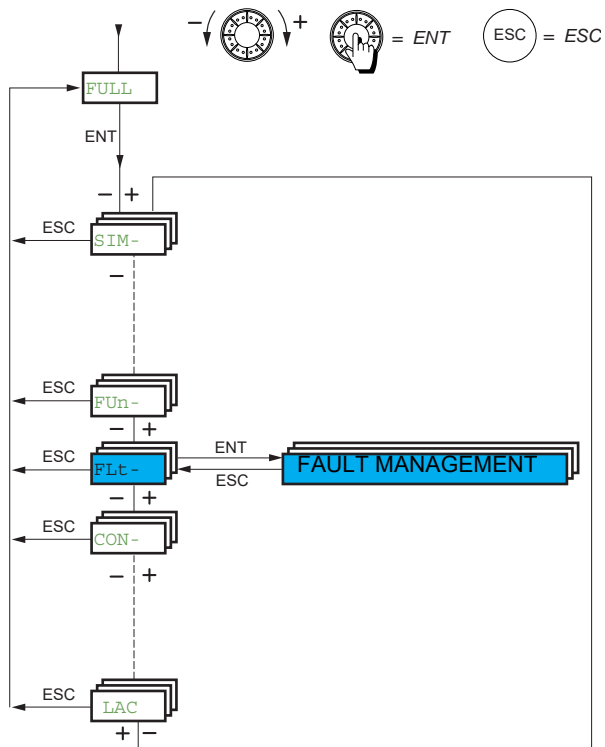 − + = ENT ESC = ESC
FULL
ENT
− +
ESC
SIM-
−
ESC
FUn-
− +
ESC
FLt-
ENT
ESC
FAULT MANAGEMENT
− +
ESC
CON-
− +
ESC
LAC
+ −